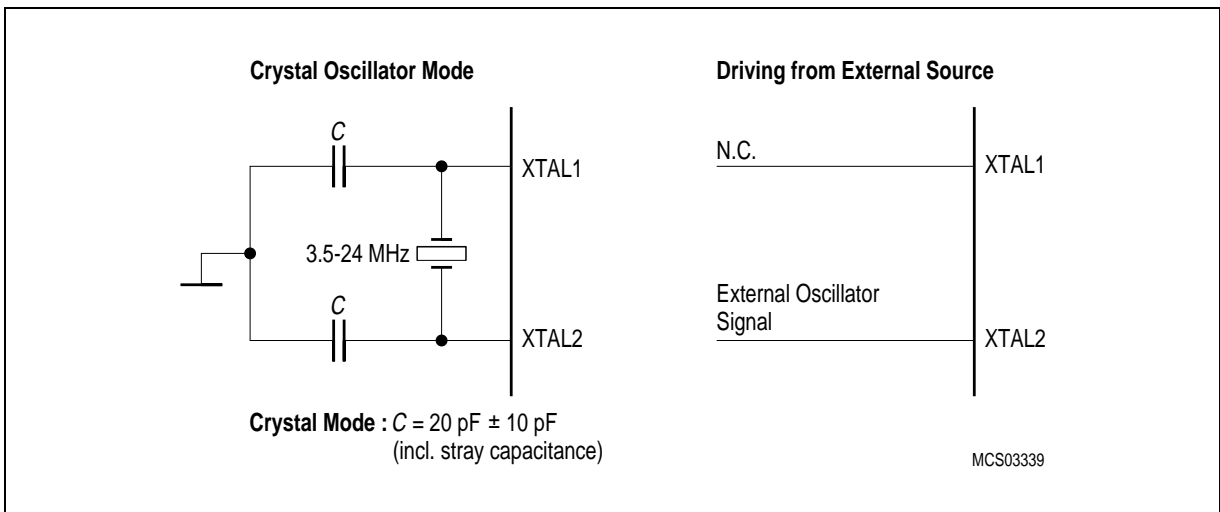 Crystal Oscillator Mode
C
XTAL1
3.5-24 MHz
C
XTAL2
Crystal Mode : C = 20 pF ± 10 pF
(incl. stray capacitance)
Driving from External Source
N.C.
XTAL1
External Oscillator
Signal
XTAL2
MCS03339